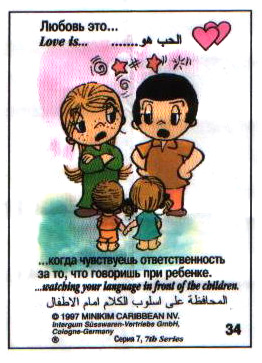 Любовь это...
Love is... الحب هو.......
...когда чувствуешь ответственность
за то, что говоришь при ребенке.
...watching your language in front of the children.
المحافظة على اسلوب الكلام امام الاطفال
© 1997 MINIKIM CARIBBEAN NV.
Intergum Süsswaren-Vertriebs GmbH,
Cologne-Germany
® Серия 7, 7th Series 34